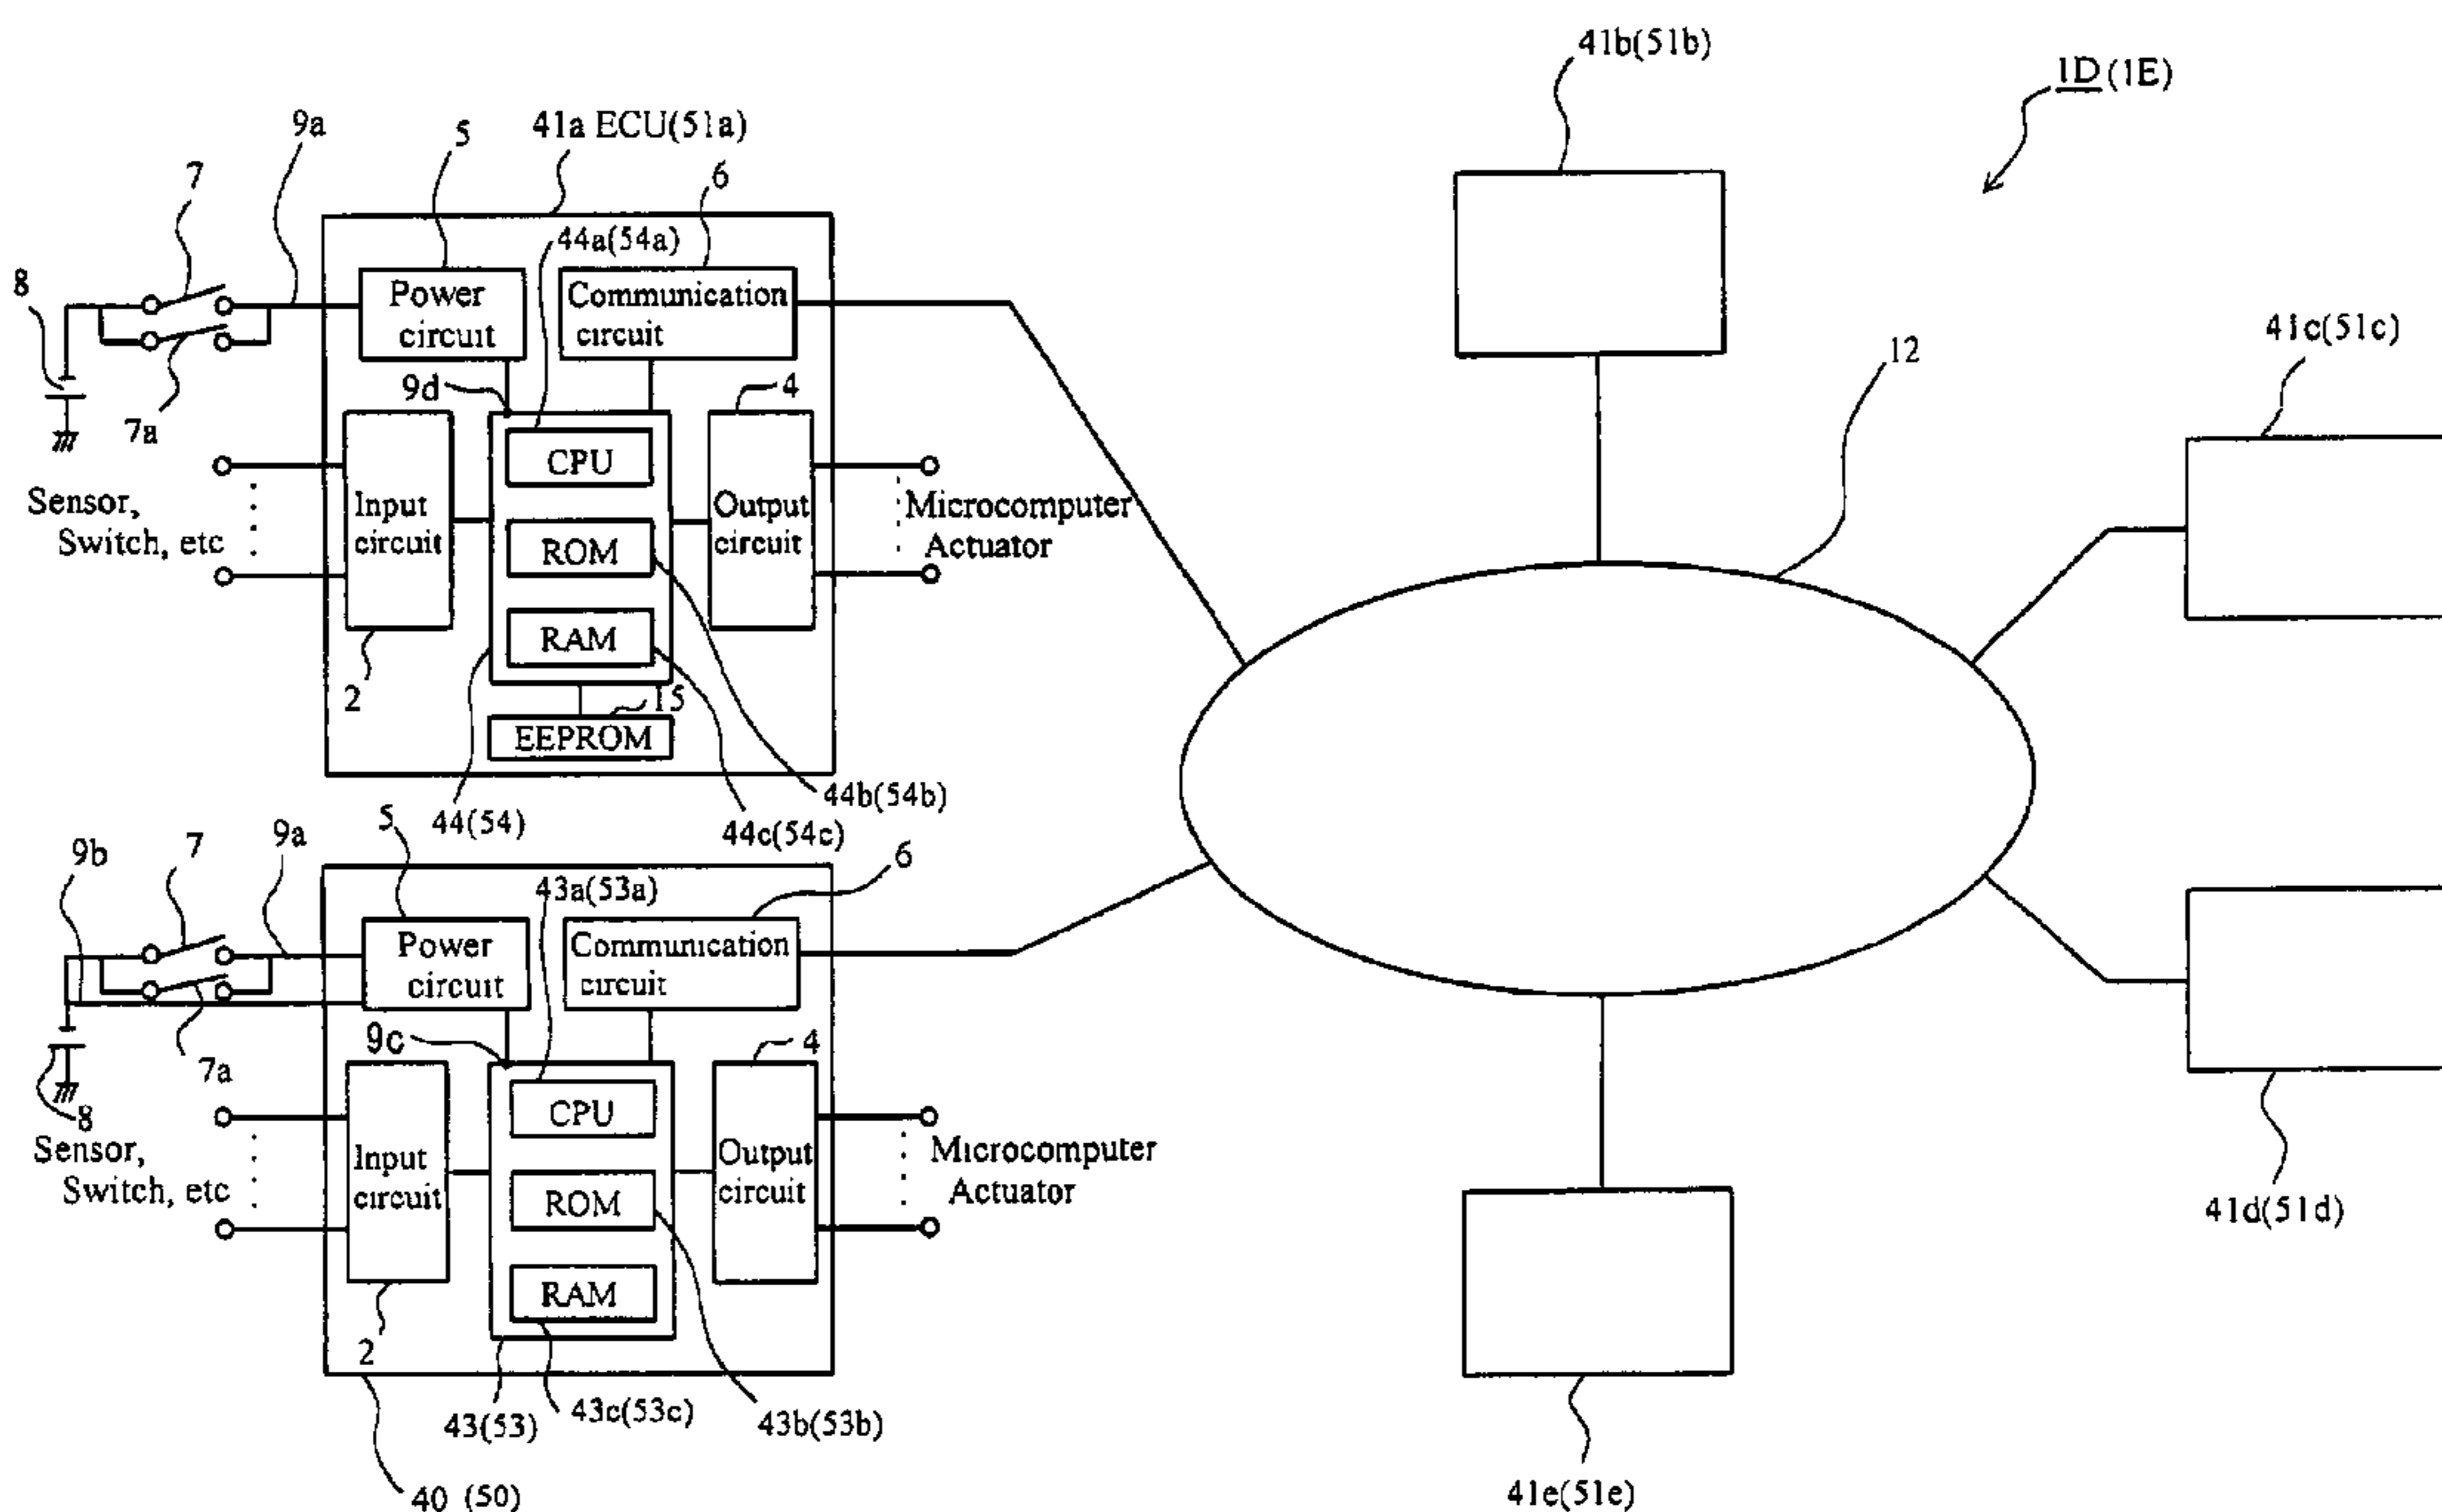 41b(51b)
1D(1E)
41a ECU(51a)
9a
5
6
7
44a(54a)
8
Power
circuit
Communication
circuit
41c(51c)
12
9d
4
7a
CPU
Sensor,
Switch, etc
Input
circuit
ROM
Output
circuit
Microcomputer
Actuator
RAM
2
15
EEPROM
44b(54b)
44(54)
44c(54c)
5
9b
7
9a
6
43a(53a)
Power
circuit
Communication
circuit
9c
4
7a
8
CPU
Sensor,
Switch, etc
Input
circuit
ROM
Output
circuit
Microcomputer
Actuator
41d(51d)
RAM
2
43(53)
43c(53c)
43b(53b)
40 (50)
41e(51e)